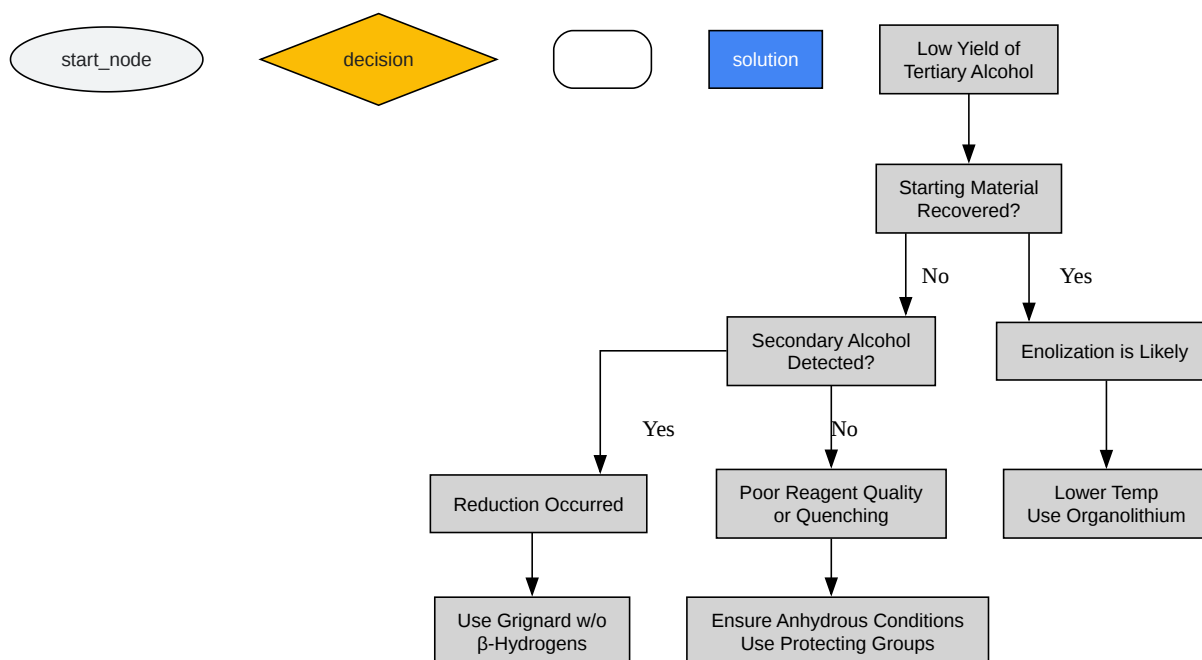 start_node
decision
solution
Low Yield of
Tertiary Alcohol
Starting Material
Recovered?
No
Yes
Secondary Alcohol
Detected?
Enolization is Likely
Yes
No
Reduction Occurred
Poor Reagent Quality
or Quenching
Lower Temp
Use Organolithium
Use Grignard w/o
β-Hydrogens
Ensure Anhydrous Conditions
Use Protecting Groups